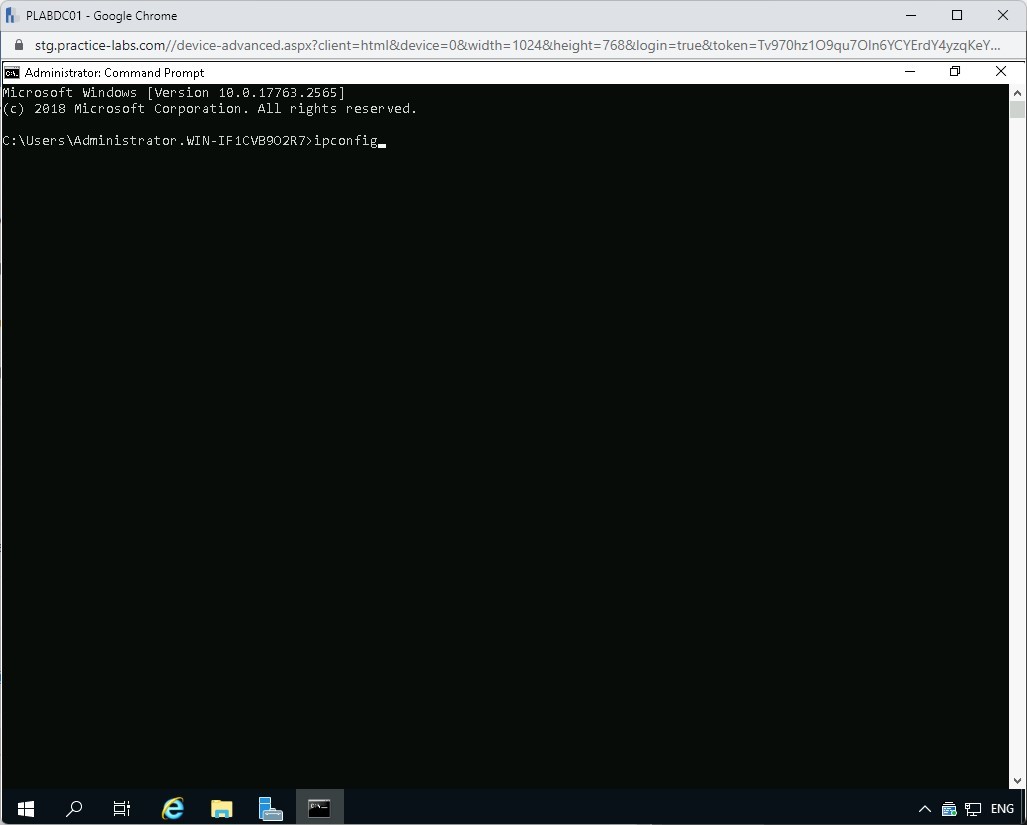 PLABDC01 - Google Chrome
stg.practice-labs.com//device-advanced.aspx?client=html&device=0&width=1024&height=768&login=true&token=Tv970hz1O9qu7OIn6YCYErdY4yzqKeY...
Administrator: Command Prompt
Microsoft Windows [Version 10.0.17763.2565]
(c) 2018 Microsoft Corporation. All rights reserved.
C:\Users\Administrator.WIN-IF1CVB9O2R7>ipconfig
ENG